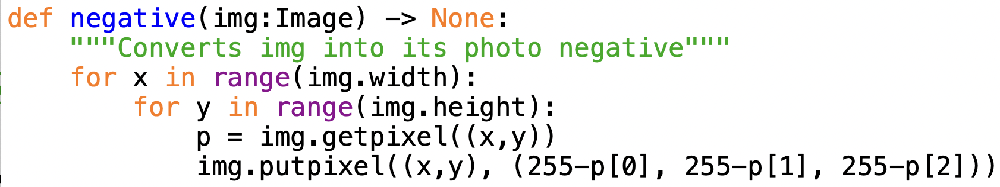 def negative(img:Image) -> None:
    """Converts img into its photo negative"""
    for x in range(img.width):
        for y in range(img.height):
            p = img.getpixel((x,y))
            img.putpixel((x,y), (255-p[0], 255-p[1], 255-p[2]))